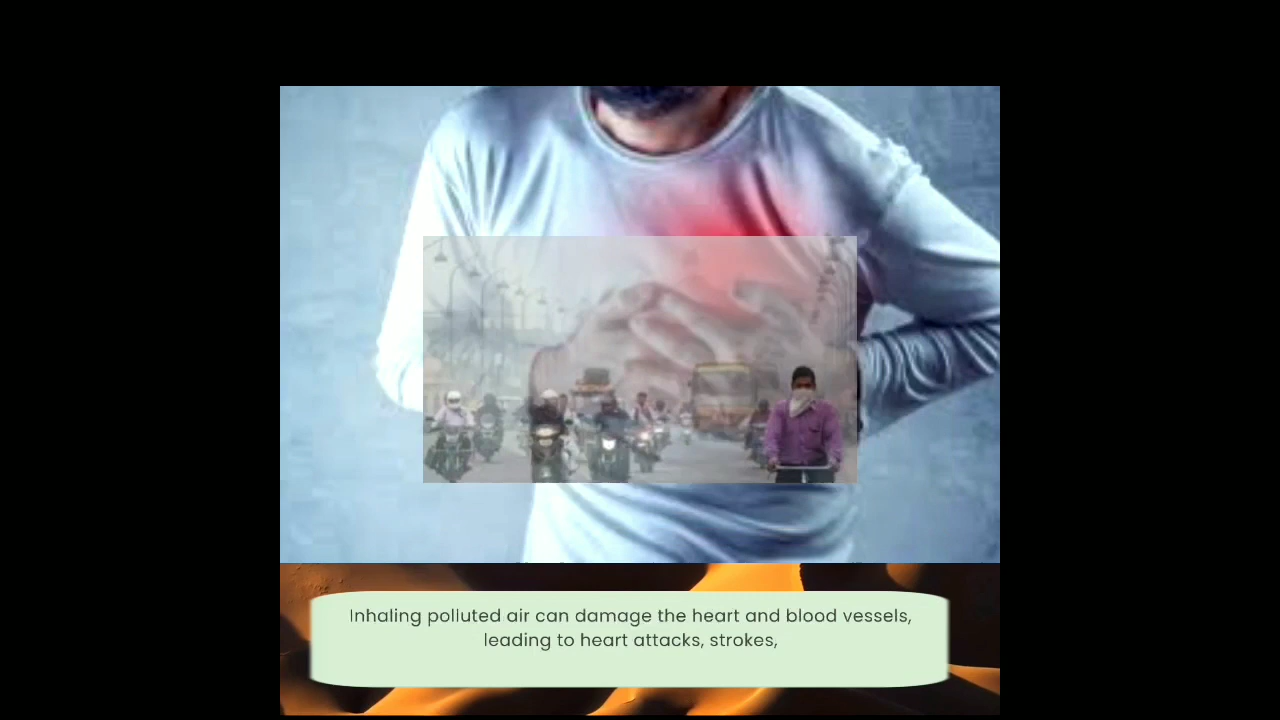 Inhaling polluted air can damage the heart and blood vessels,
leading to heart attacks, strokes,